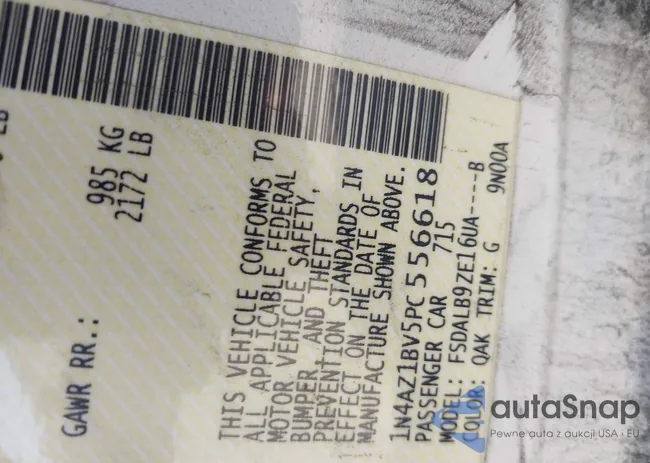 LB
GAWR RR.: 985 KG
2172 LB
THIS VEHICLE CONFORMS TO
ALL APPLICABLE FEDERAL
MOTOR VEHICLE SAFETY,
BUMPER AND THEFT
PREVENTION STANDARDS IN
EFFECT ON THE DATE OF
MANUFACTURE SHOWN ABOVE.
1N4AZ1BV5PC556618
PASSENGER CAR 715
MODEL: FSDALB9ZE16UA----B
COLOR: QAK TRIM: G 9N00A
autaSnap
Pewne auta z aukcji USA i EU